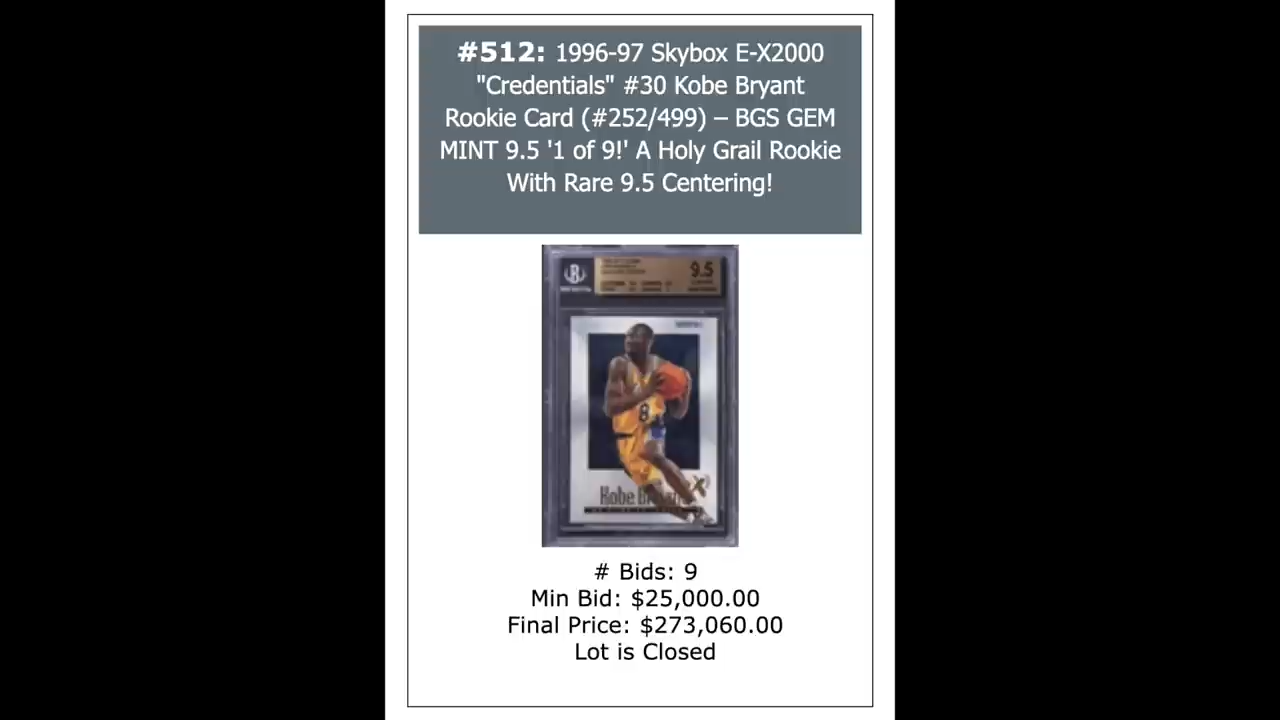 #512: 1996-97 Skybox E-X2000
"Credentials" #30 Kobe Bryant
Rookie Card (#252/499) – BGS GEM
MINT 9.5 '1 of 9!' A Holy Grail Rookie
With Rare 9.5 Centering!
9.5
8
Kobe Bryant
# Bids: 9
Min Bid: $25,000.00
Final Price: $273,060.00
Lot is Closed